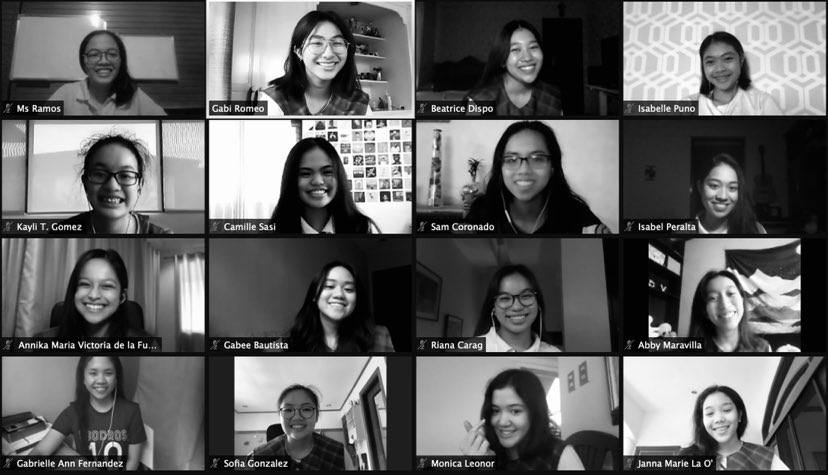 Ms Ramos
Gabi Romeo
Beatrice Dispo
Isabelle Puno
Kayli T. Gomez
Camille Sasi
Sam Coronado
Isabel Peralta
Annika Maria Victoria de la Fu...
Gabee Bautista
Riana Carag
Abby Maravilla
Gabrielle Ann Fernandez
10
Sofia Gonzalez
Monica Leonor
Janna Marie La O'